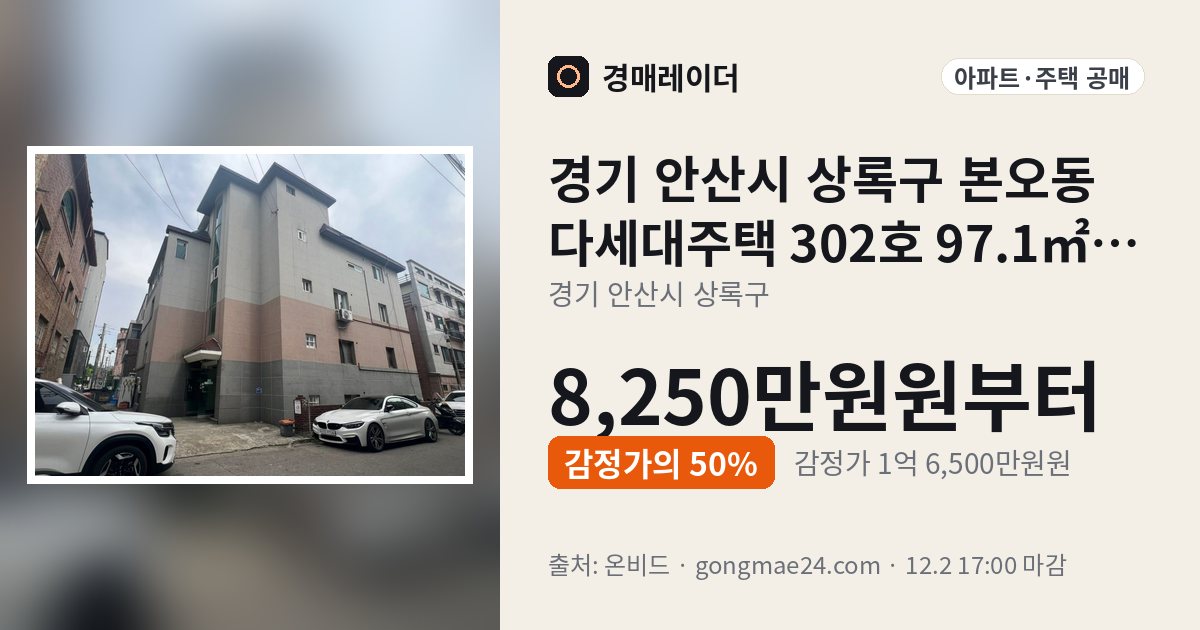 경매레이더
아파트·주택 공매
경기 안산시 상록구 본오동
다세대주택 302호 97.1㎡…
경기 안산시 상록구
8,250만원원부터
감정가의 50%
감정가 1억 6,500만원원
출처: 온비드 · gongmae24.com · 12.2 17:00 마감